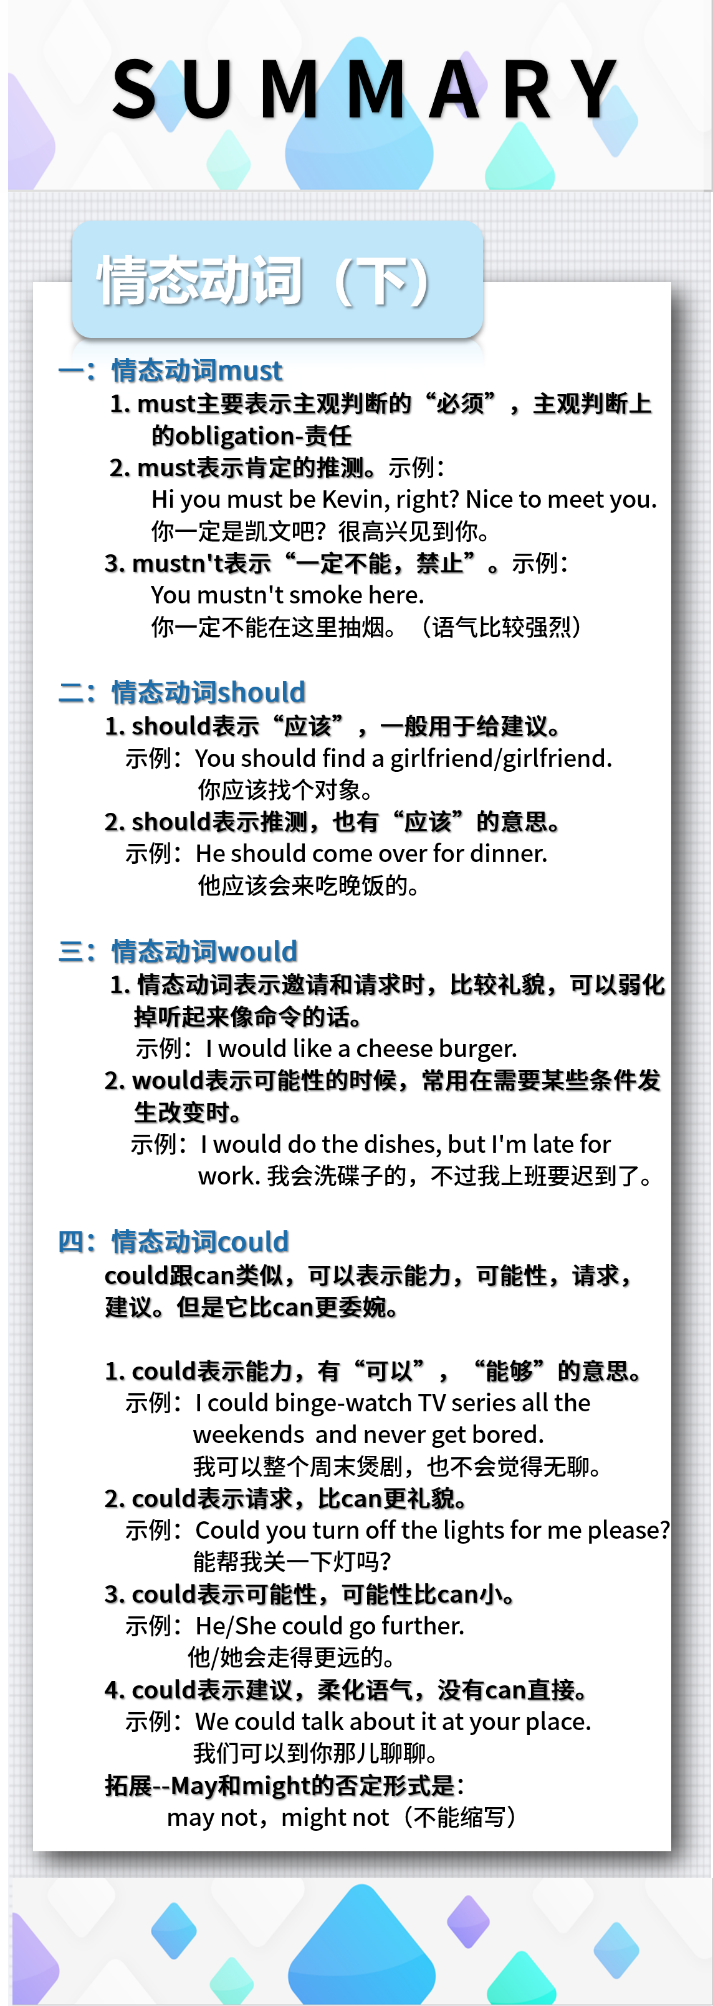 SUMMARY
情态动词（下）
一：情态动词must
1. must主要表示主观判断的“必须”，主观判断上
的obligation-责任
2. must表示肯定的推测。示例：
Hi you must be Kevin, right? Nice to meet you.
你一定是凯文吧？很高兴见到你。
3. mustn't表示“一定不能，禁止”。示例：
You mustn't smoke here.
你一定不能在这里抽烟。（语气比较强烈）
二：情态动词should
1. should表示“应该”，一般用于给建议。
示例：You should find a girlfriend/girlfriend.
你应该找个对象。
2. should表示推测，也有“应该”的意思。
示例：He should come over for dinner.
他应该会来吃晚饭的。
三：情态动词would
1. 情态动词表示邀请和请求时，比较礼貌，可以弱化
掉听起来像命令的话。
示例：I would like a cheese burger.
2. would表示可能性的时候，常用在需要某些条件发
生改变时。
示例：I would do the dishes, but I'm late for
work. 我会洗碟子的，不过我上班要迟到了。
四：情态动词could
could跟can类似，可以表示能力，可能性，请求，
建议。但是它比can更委婉。
1. could表示能力，有“可以”，“能够”的意思。
示例：I could binge-watch TV series all the
weekends and never get bored.
我可以整个周末煲剧，也不会觉得无聊。
2. could表示请求，比can更礼貌。
示例：Could you turn off the lights for me please?
能帮我关一下灯吗？
3. could表示可能性，可能性比can小。
示例：He/She could go further.
他/她会走得更远的。
4. could表示建议，柔化语气，没有can直接。
示例：We could talk about it at your place.
我们可以到你那儿聊聊。
拓展--May和might的否定形式是：
may not，might not（不能缩写）